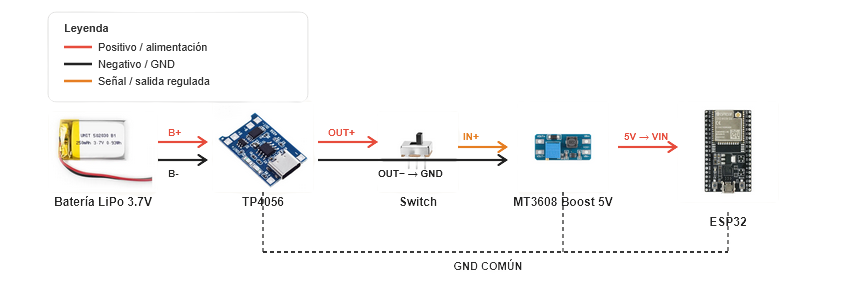 Leyenda
Positivo / alimentación
Negativo / GND
Señal / salida regulada
B+
OUT+
IN+
5V → VIN
B-
OUT− → GND
Batería LiPo 3.7V
TP4056
Switch
MT3608 Boost 5V
ESP32
GND COMÚN